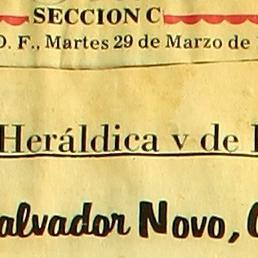 SECCION C
D. F., Martes 29 de Marzo de
Heráldica y de
alvador Novo,